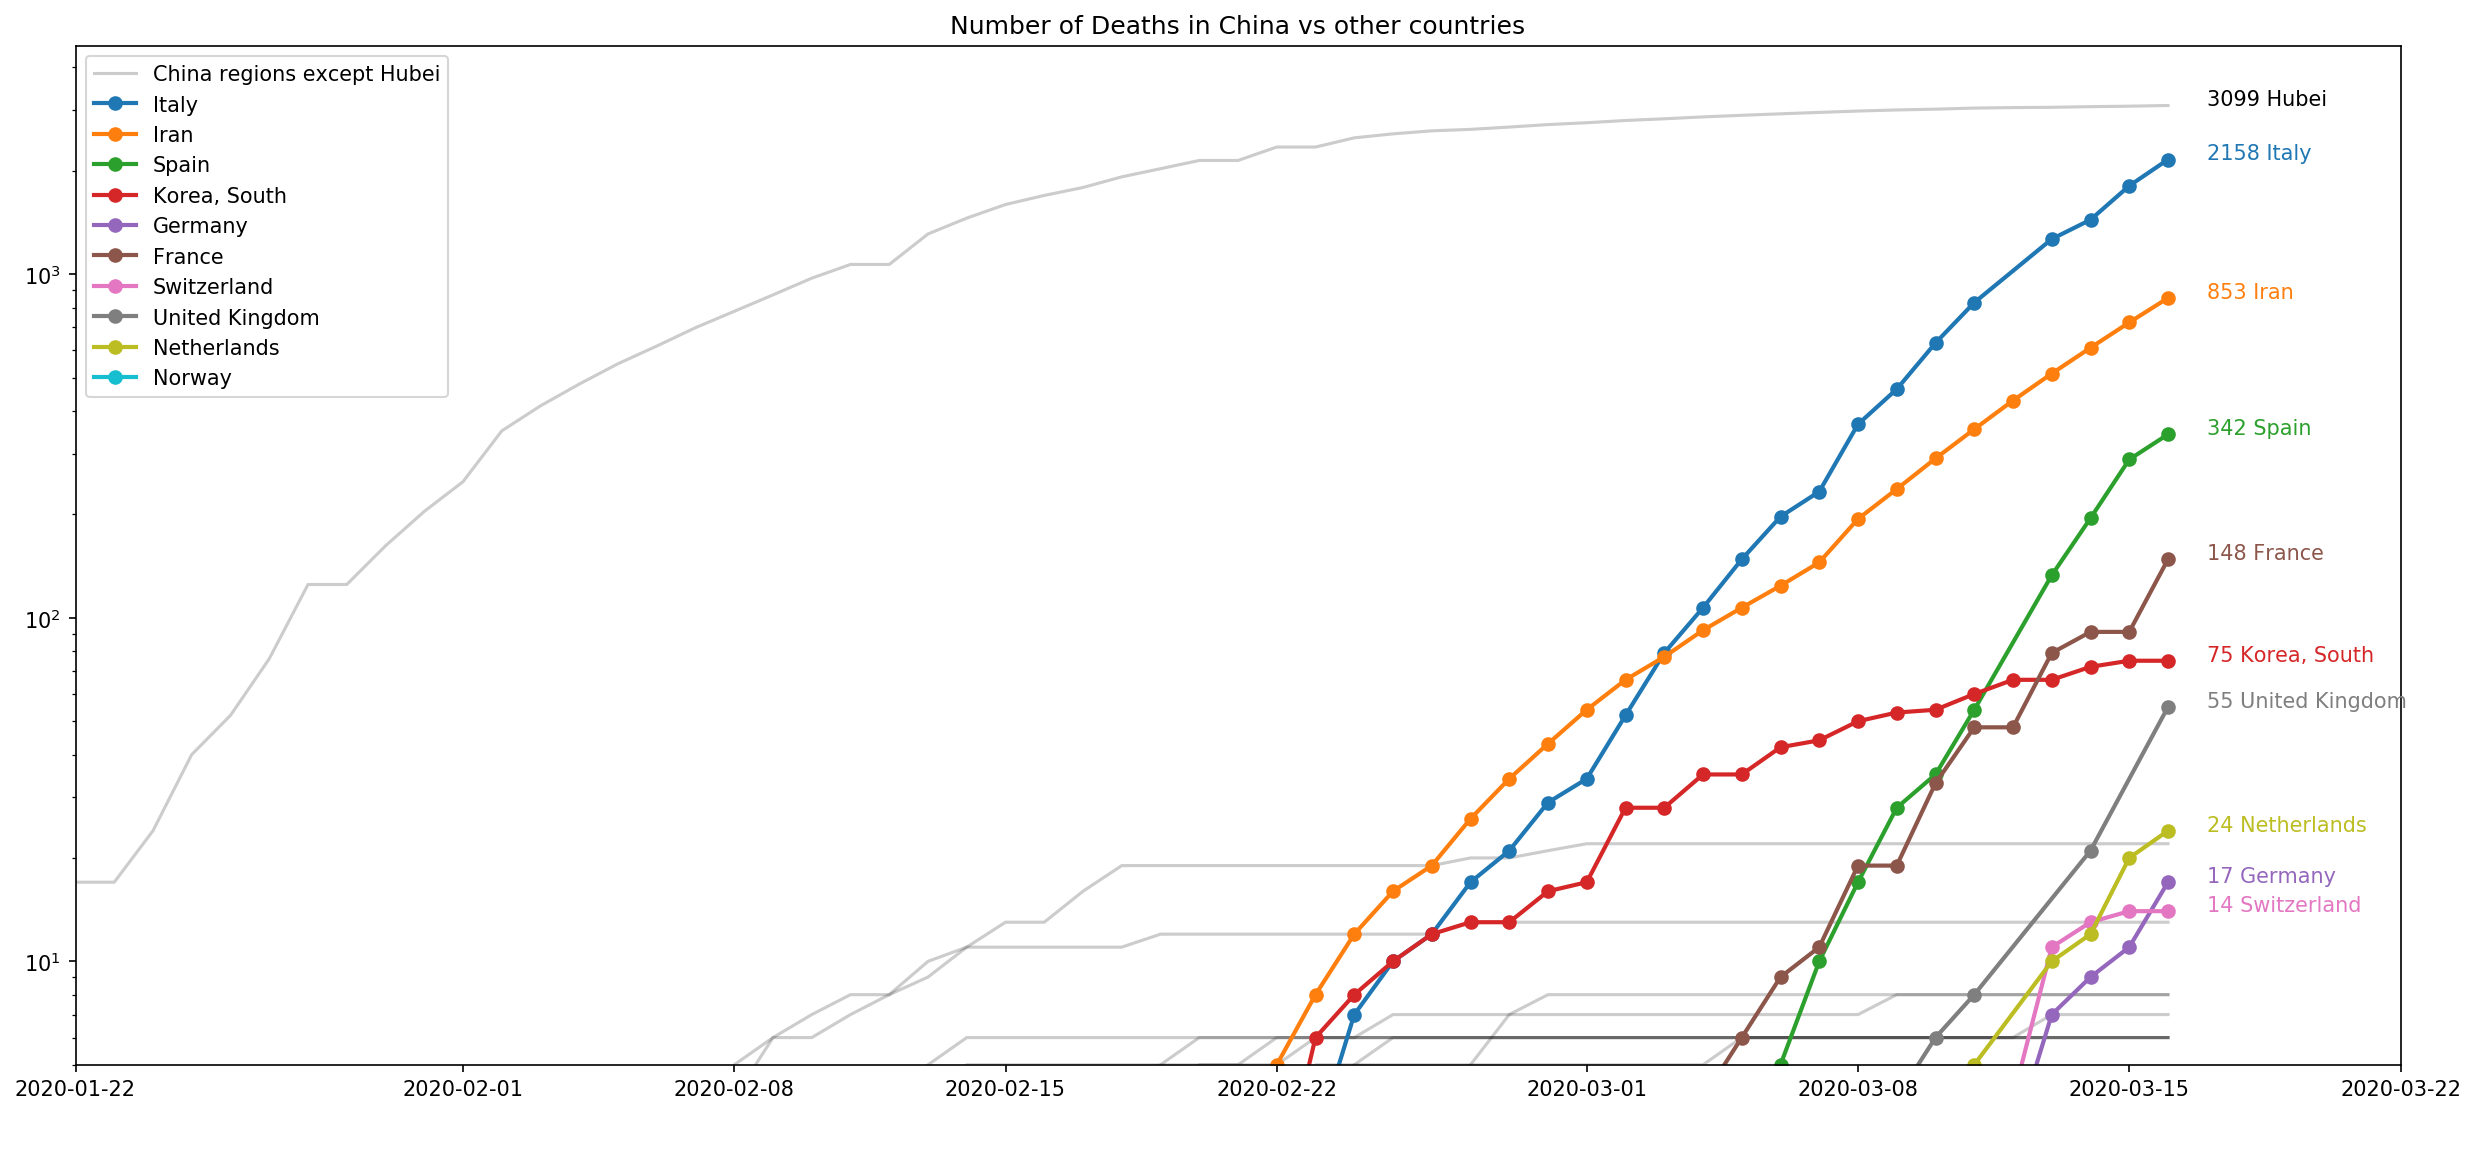 Number of Deaths in China vs other countries
China regions except Hubei
Italy
Iran
Spain
Korea, South
Germany
France
Switzerland
United Kingdom
Netherlands
Norway
3099 Hubei
2158 Italy
853 Iran
342 Spain
148 France
75 Korea, South
55 United Kingdom
24 Netherlands
17 Germany
14 Switzerland
10³
10²
10¹
2020-01-22
2020-02-01
2020-02-08
2020-02-15
2020-02-22
2020-03-01
2020-03-08
2020-03-15
2020-03-22